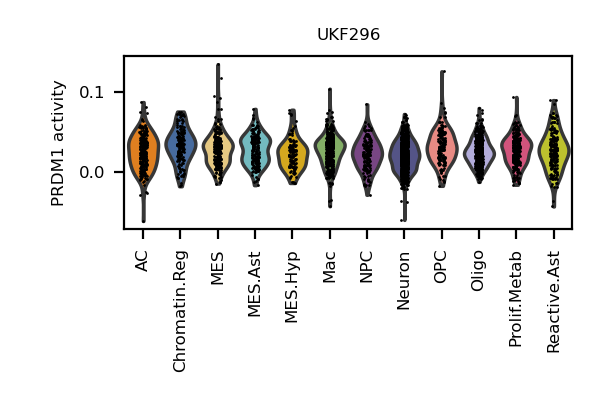 UKF296
PRDM1 activity
0.1
0.0
AC
Chromatin.Reg
MES
MES.Ast
MES.Hyp
Mac
NPC
Neuron
OPC
Oligo
Prolif.Metab
Reactive.Ast